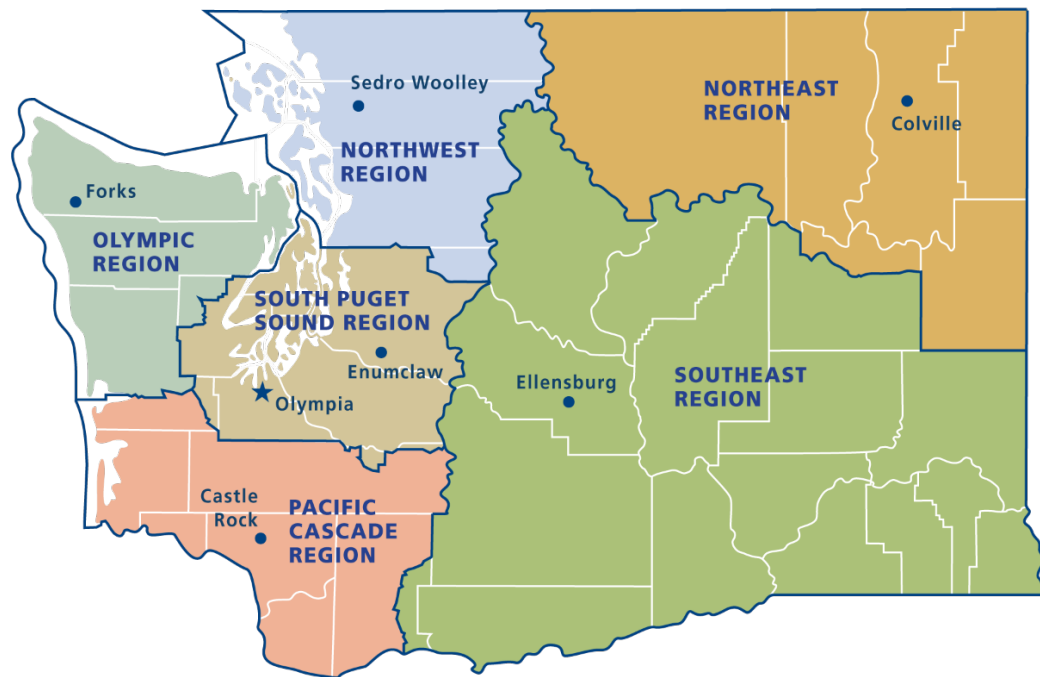 Sedro Woolley
NORTHWEST
REGION
NORTHEAST
REGION
Colville
Forks
OLYMPIC
REGION
SOUTH PUGET
SOUND REGION
Enumclaw
Olympia
Ellensburg
SOUTHEAST
REGION
Castle
Rock
PACIFIC
CASCADE
REGION